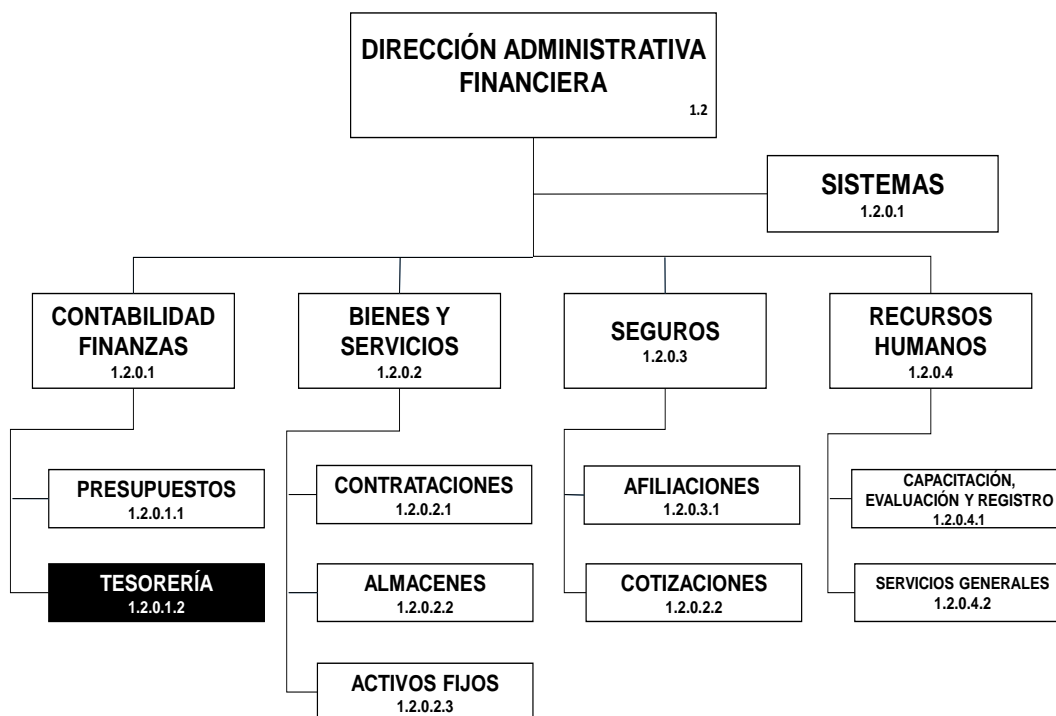 DIRECCIÓN ADMINISTRATIVA
FINANCIERA
1.2
SISTEMAS
1.2.0.1
CONTABILIDAD
FINANZAS
1.2.0.1
BIENES Y
SERVICIOS
1.2.0.2
SEGUROS
1.2.0.3
RECURSOS
HUMANOS
1.2.0.4
PRESUPUESTOS
1.2.0.1.1
CONTRATACIONES
1.2.0.2.1
AFILIACIONES
1.2.0.3.1
CAPACITACIÓN,
EVALUACIÓN Y REGISTRO
1.2.0.4.1
TESORERÍA
1.2.0.1.2
ALMACENES
1.2.0.2.2
COTIZACIONES
1.2.0.2.2
SERVICIOS GENERALES
1.2.0.4.2
ACTIVOS FIJOS
1.2.0.2.3